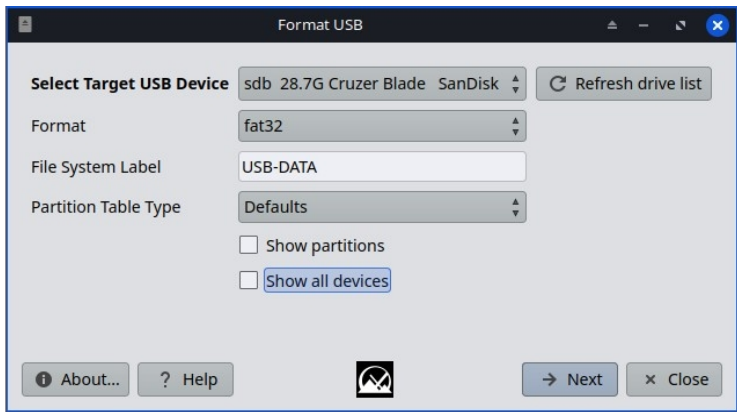 Format USB
Select Target USB Device sdb 28.7G Cruzer Blade SanDisk Refresh drive list
Format fat32
File System Label USB-DATA
Partition Table Type Defaults
Show partitions
Show all devices
About... ? Help Next Close